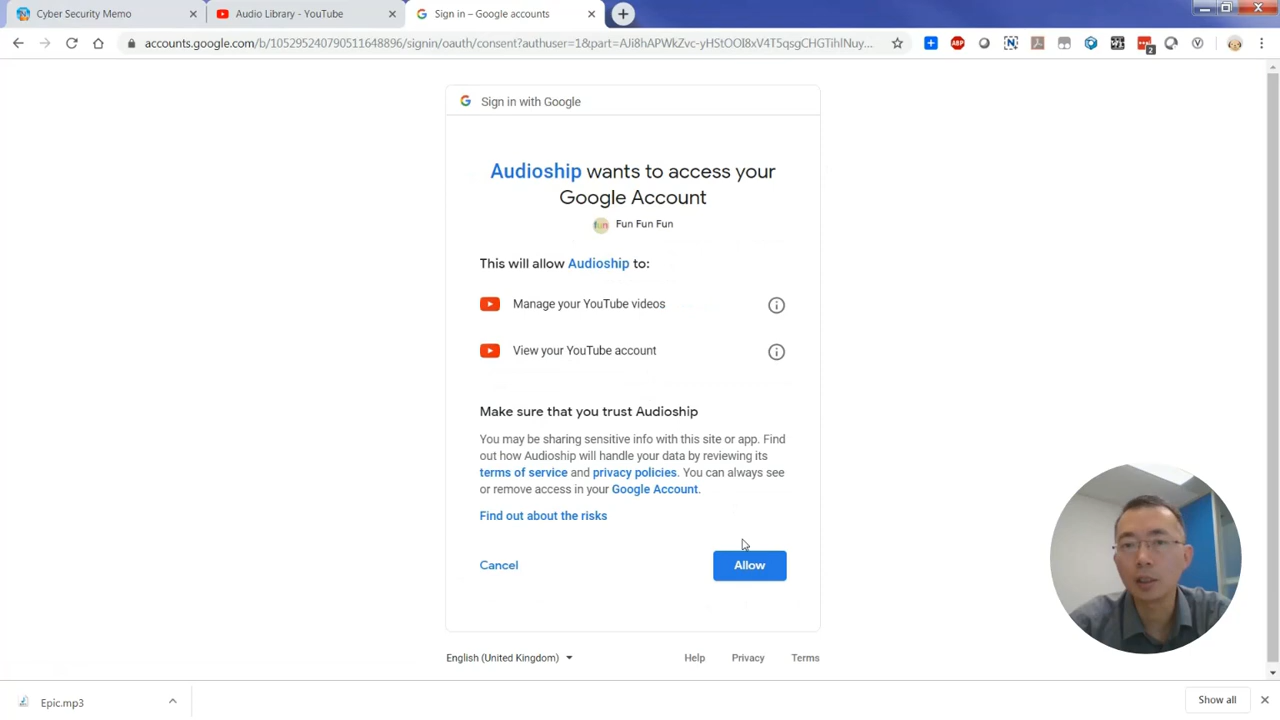 Cyber Security Memo
Audio Library - YouTube
Sign in – Google accounts
accounts.google.com/b/105295240790511648896/signin/oauth/consent?authuser=1&part=AJi8hAPWkZvc-yHStOOI8xV4T5qsgCHGTihlNuy...
ABP
2
Sign in with Google
Audioship wants to access your
Google Account
fun Fun Fun Fun
This will allow Audioship to:
Manage your YouTube videos
View your YouTube account
Make sure that you trust Audioship
You may be sharing sensitive info with this site or app. Find
out how Audioship will handle your data by reviewing its
terms of service and privacy policies. You can always see
or remove access in your Google Account.
Find out about the risks
Cancel
Allow
English (United Kingdom)
Help Privacy Terms
Epic.mp3
Show all